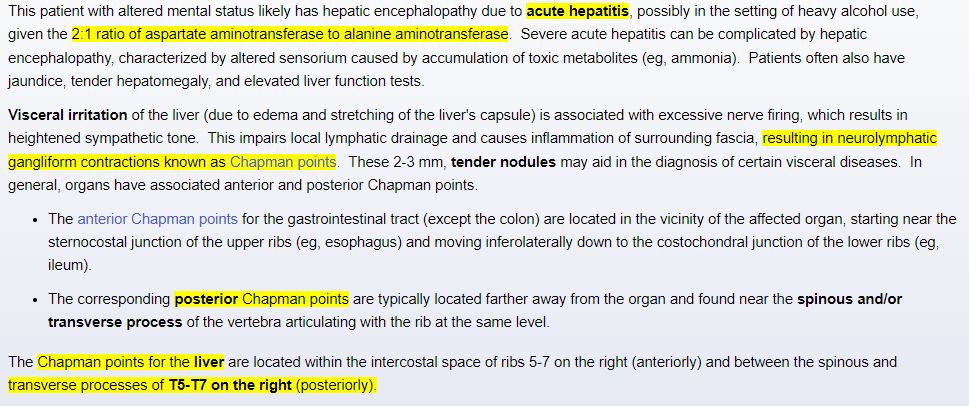 This patient with altered mental status likely has hepatic encephalopathy due to acute hepatitis, possibly in the setting of heavy alcohol use,
given the 2:1 ratio of aspartate aminotransferase to alanine aminotransferase. Severe acute hepatitis can be complicated by hepatic
encephalopathy, characterized by altered sensorium caused by accumulation of toxic metabolites (eg, ammonia). Patients often also have
jaundice, tender hepatomegaly, and elevated liver function tests.
Visceral irritation of the liver (due to edema and stretching of the liver's capsule) is associated with excessive nerve firing, which results in
heightened sympathetic tone. This impairs local lymphatic drainage and causes inflammation of surrounding fascia, resulting in neurolymphatic
gangliform contractions known as Chapman points. These 2-3 mm, tender nodules may aid in the diagnosis of certain visceral diseases. In
general, organs have associated anterior and posterior Chapman points.
• The anterior Chapman points for the gastrointestinal tract (except the colon) are located in the vicinity of the affected organ, starting near the
sternocostal junction of the upper ribs (eg, esophagus) and moving inferolaterally down to the costochondral junction of the lower ribs (eg,
ileum).
• The corresponding posterior Chapman points are typically located farther away from the organ and found near the spinous and/or
transverse process of the vertebra articulating with the rib at the same level.
The Chapman points for the liver are located within the intercostal space of ribs 5-7 on the right (anteriorly) and between the spinous and
transverse processes of T5-T7 on the right (posteriorly).